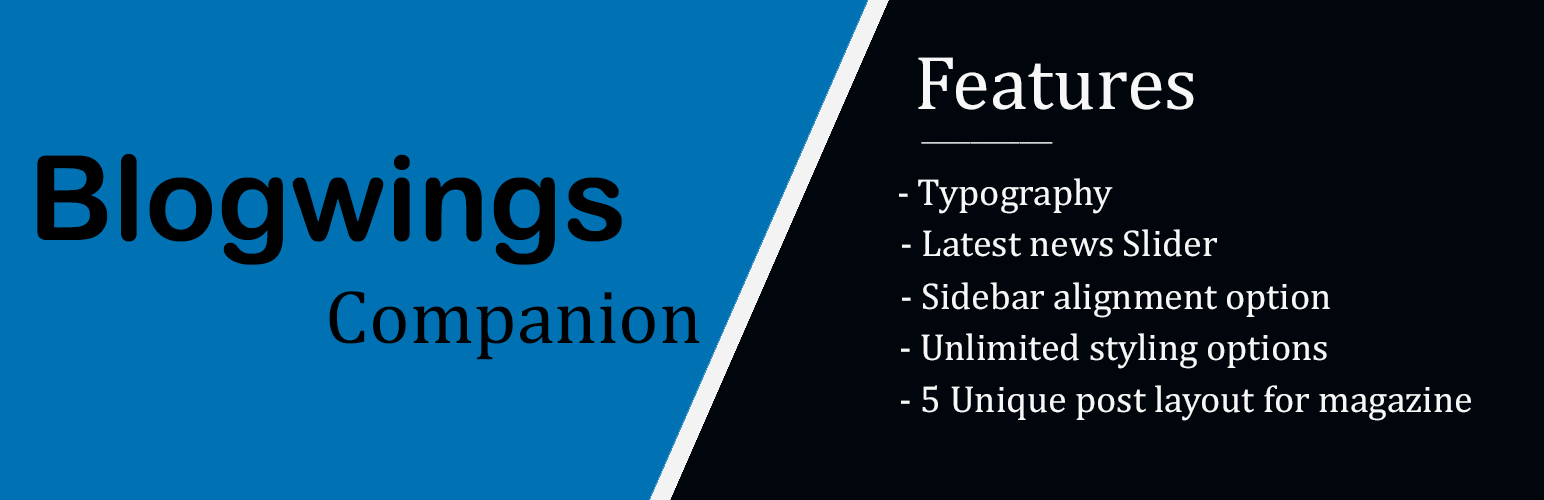 Blogwings
Companion
Features
- Typography
- Latest news Slider
- Sidebar alignment option
- Unlimited styling options
- 5 Unique post layout for magazine